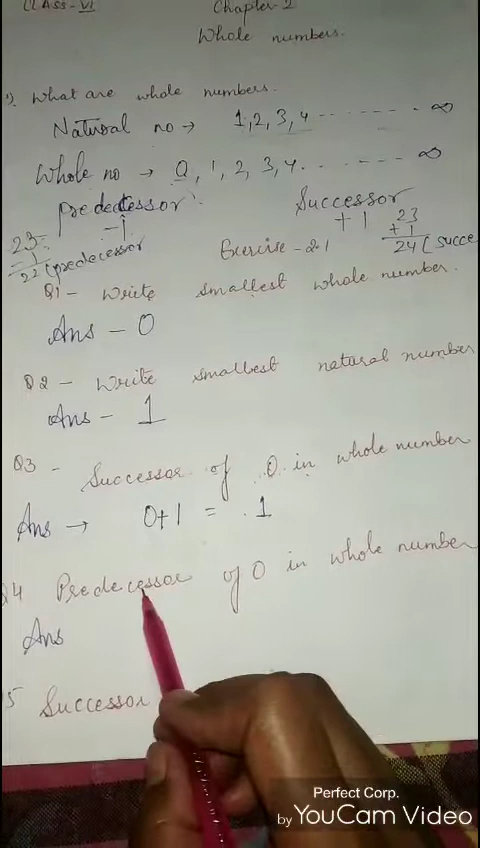 CLASS-VI Chapter-2
Whole numbers.
What are whole numbers.
Natural no → 1, 2, 3, 4 ............. ∞
Whole no → 0, 1, 2, 3, 4. ........... ∞
Predecessor Successor
-1 +1
23 - 1 22 (predecessor 23 + 1 24 (succe
Exercise - 2.1
Q1 - Write smallest whole number.
Ans - 0
Q2 - Write smallest natural number
Ans - 1
Q3 - Successor of 0 in whole number
Ans → 0+1 = 1
Q4 Predecessor of 0 in whole number
Ans
5 Successor
Perfect Corp.
by YouCam Video